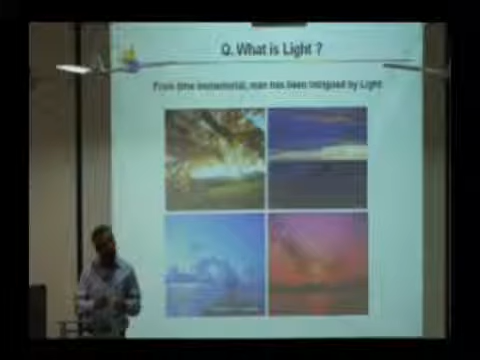 Q. What is Light ?
From time immemorial, man has been intrigued by Light